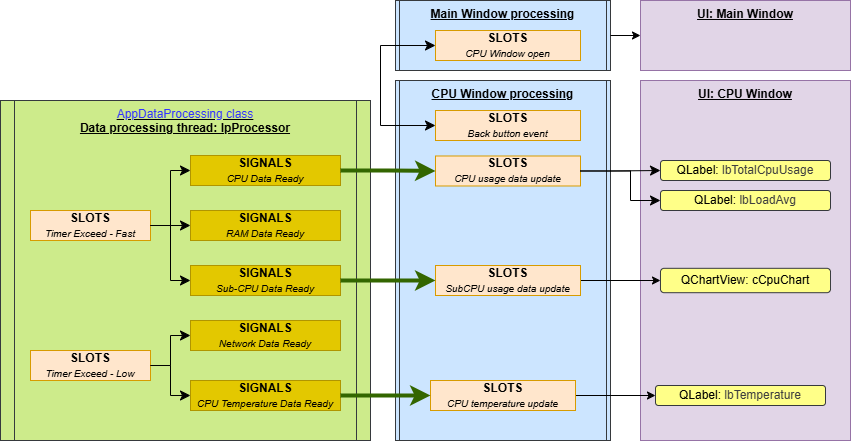 Main Window processing
SLOTS
CPU Window open
UI: Main Window
CPU Window processing
SLOTS
Back button event
SLOTS
CPU usage data update
SLOTS
SubCPU usage data update
SLOTS
CPU temperature update
UI: CPU Window
QLabel: lbTotalCpuUsage
QLabel: lbLoadAvg
QChartView: cCpuChart
QLabel: lbTemperature
AppDataProcessing class
Data processing thread: lpProcessor
SLOTS
Timer Exceed - Fast
SIGNALS
CPU Data Ready
SIGNALS
RAM Data Ready
SIGNALS
Sub-CPU Data Ready
SLOTS
Timer Exceed - Low
SIGNALS
Network Data Ready
SIGNALS
CPU Temperature Data Ready